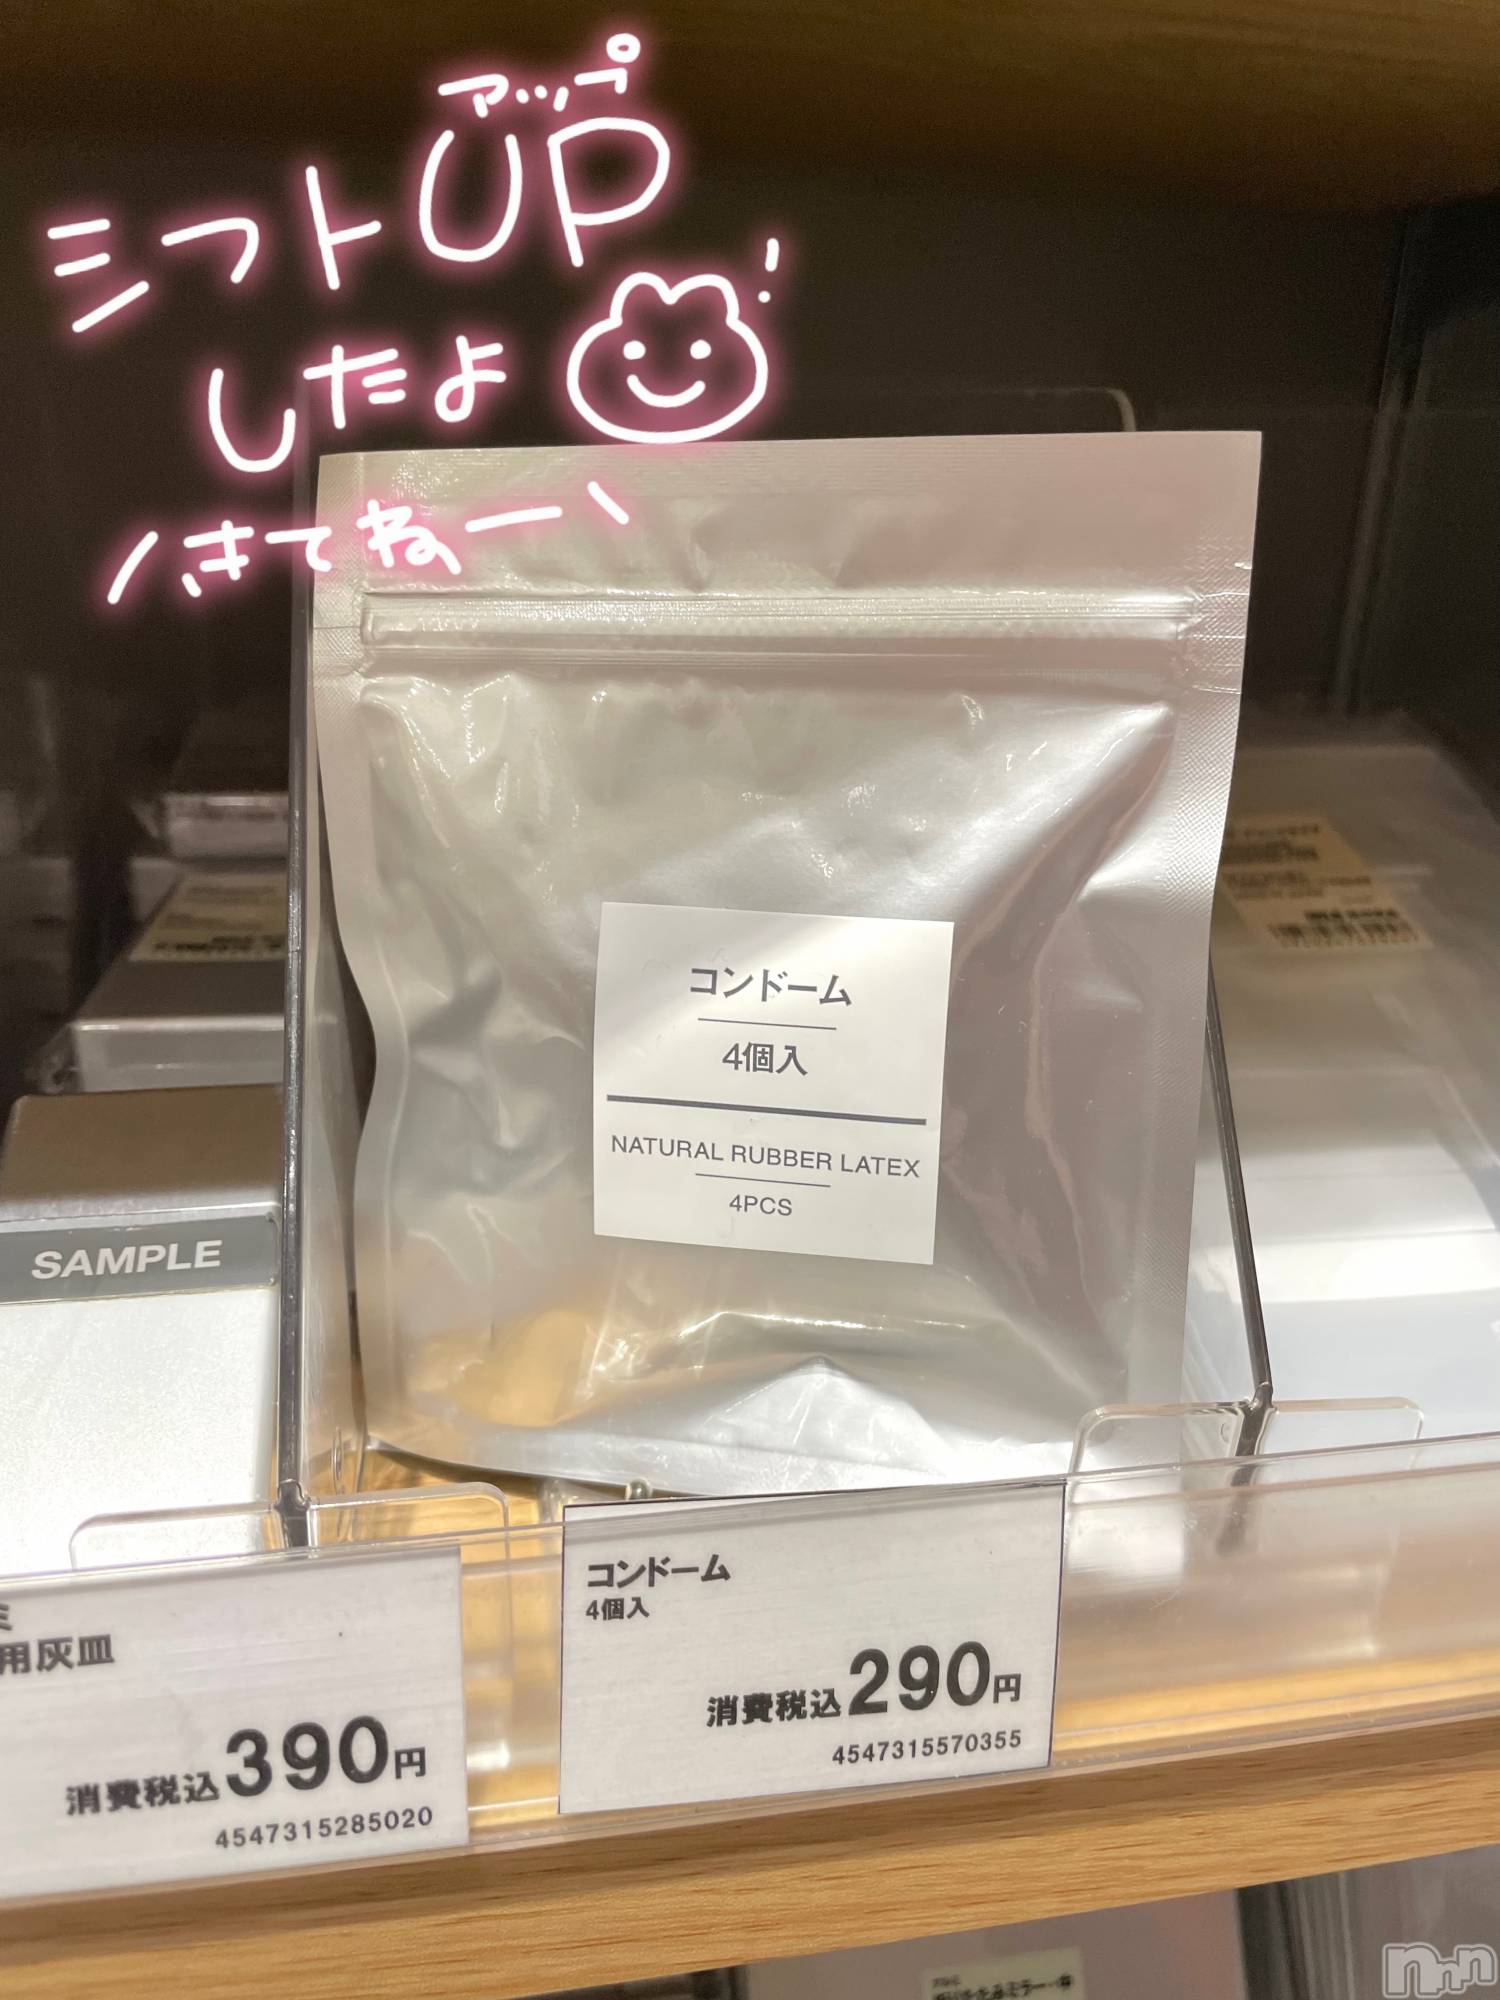 アップ
シフトUP
したよ!
\きてねー/
コンドーム
4個入
NATURAL RUBBER LATEX
4PCS
SAMPLE
用灰皿
消費税込390円
4547315285020
コンドーム
4個入
消費税込290円
4547315570355